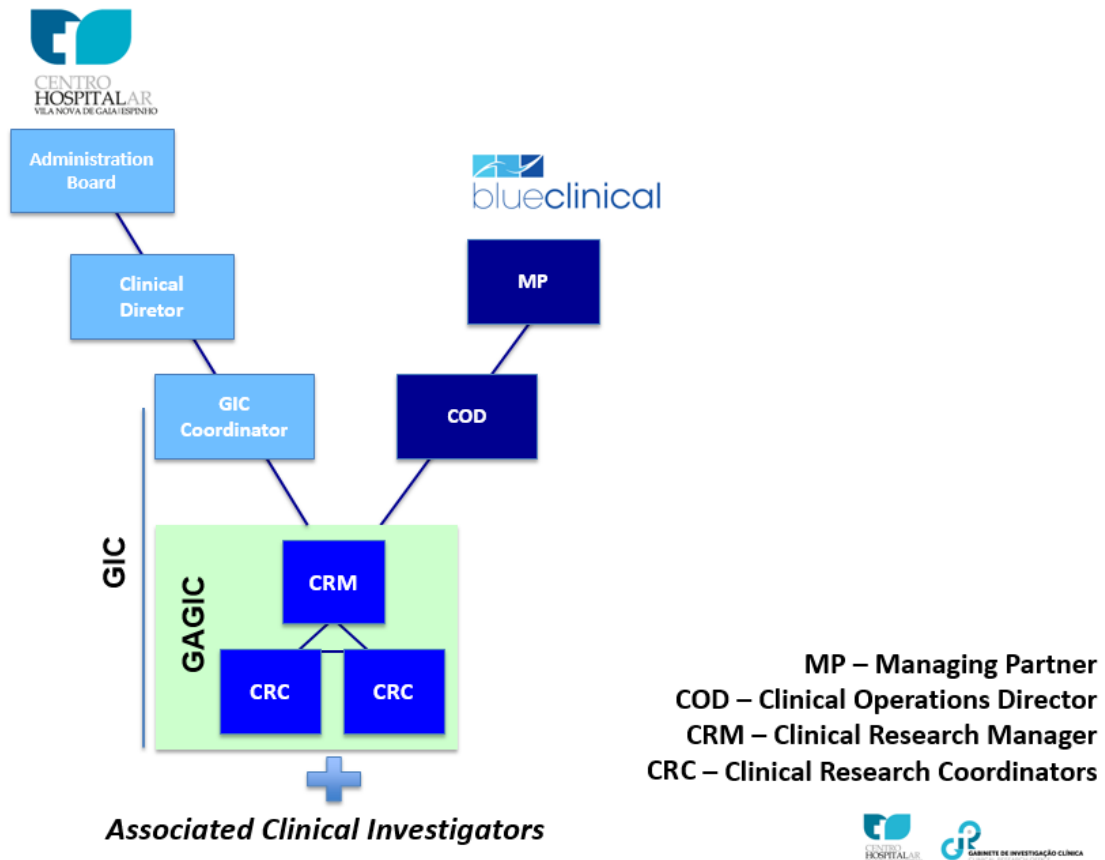 CENTRO
HOSPITALAR
VILA NOVA DE GAIA/ESPINHO
Administration
Board
blueclinical
Clinical
Diretor
MP
GIC
Coordinator
COD
GIC
GAGIC
CRM
CRC
CRC
MP – Managing Partner
COD – Clinical Operations Director
CRM – Clinical Research Manager
CRC – Clinical Research Coordinators
Associated Clinical Investigators
CENTRO
HOSPITALAR
GABINETE DE INVESTIGAÇÃO CLÍNICA